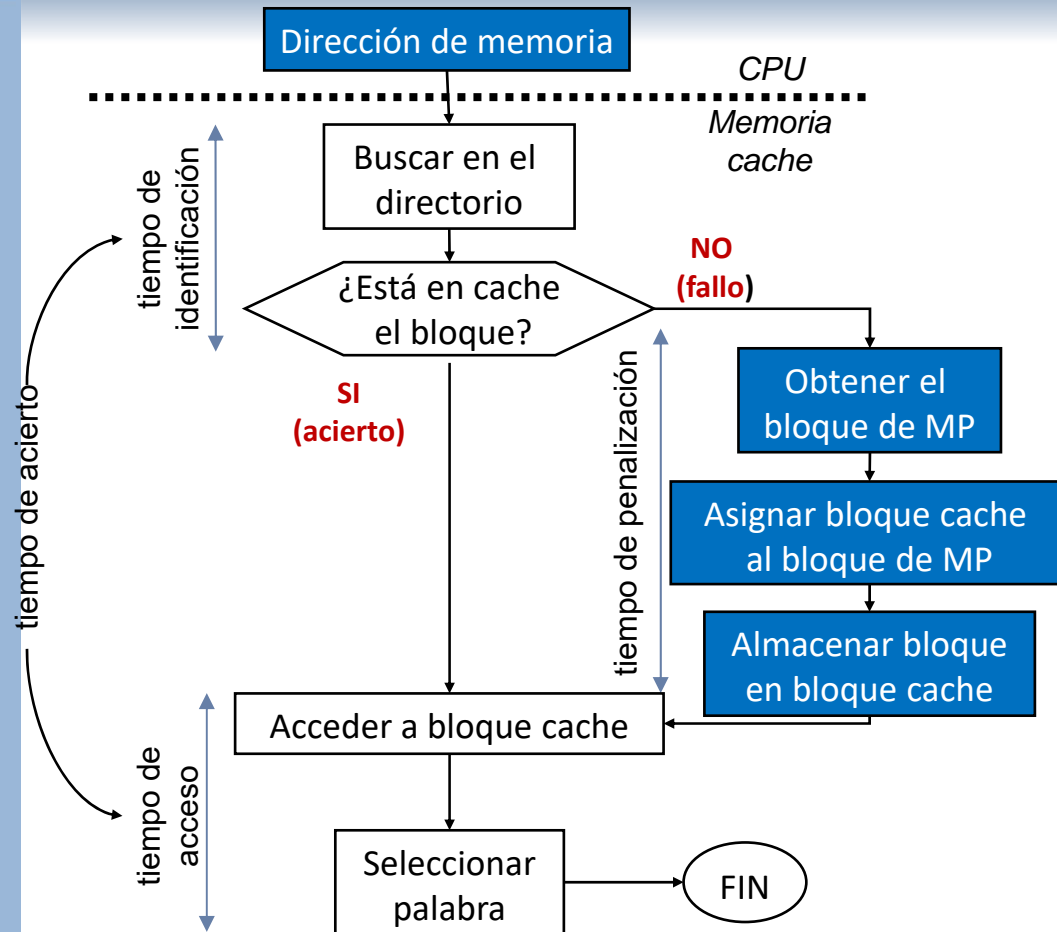 Dirección de memoria
CPU
Memoria
cache
Buscar en el
directorio
tiempo de
identificación
¿Está en cache
el bloque?
NO
(fallo)
SI
(acierto)
tiempo de acierto
tiempo de penalización
Obtener el
bloque de MP
Asignar bloque cache
al bloque de MP
Almacenar bloque
en bloque cache
Acceder a bloque cache
tiempo de
acceso
Seleccionar
palabra
FIN